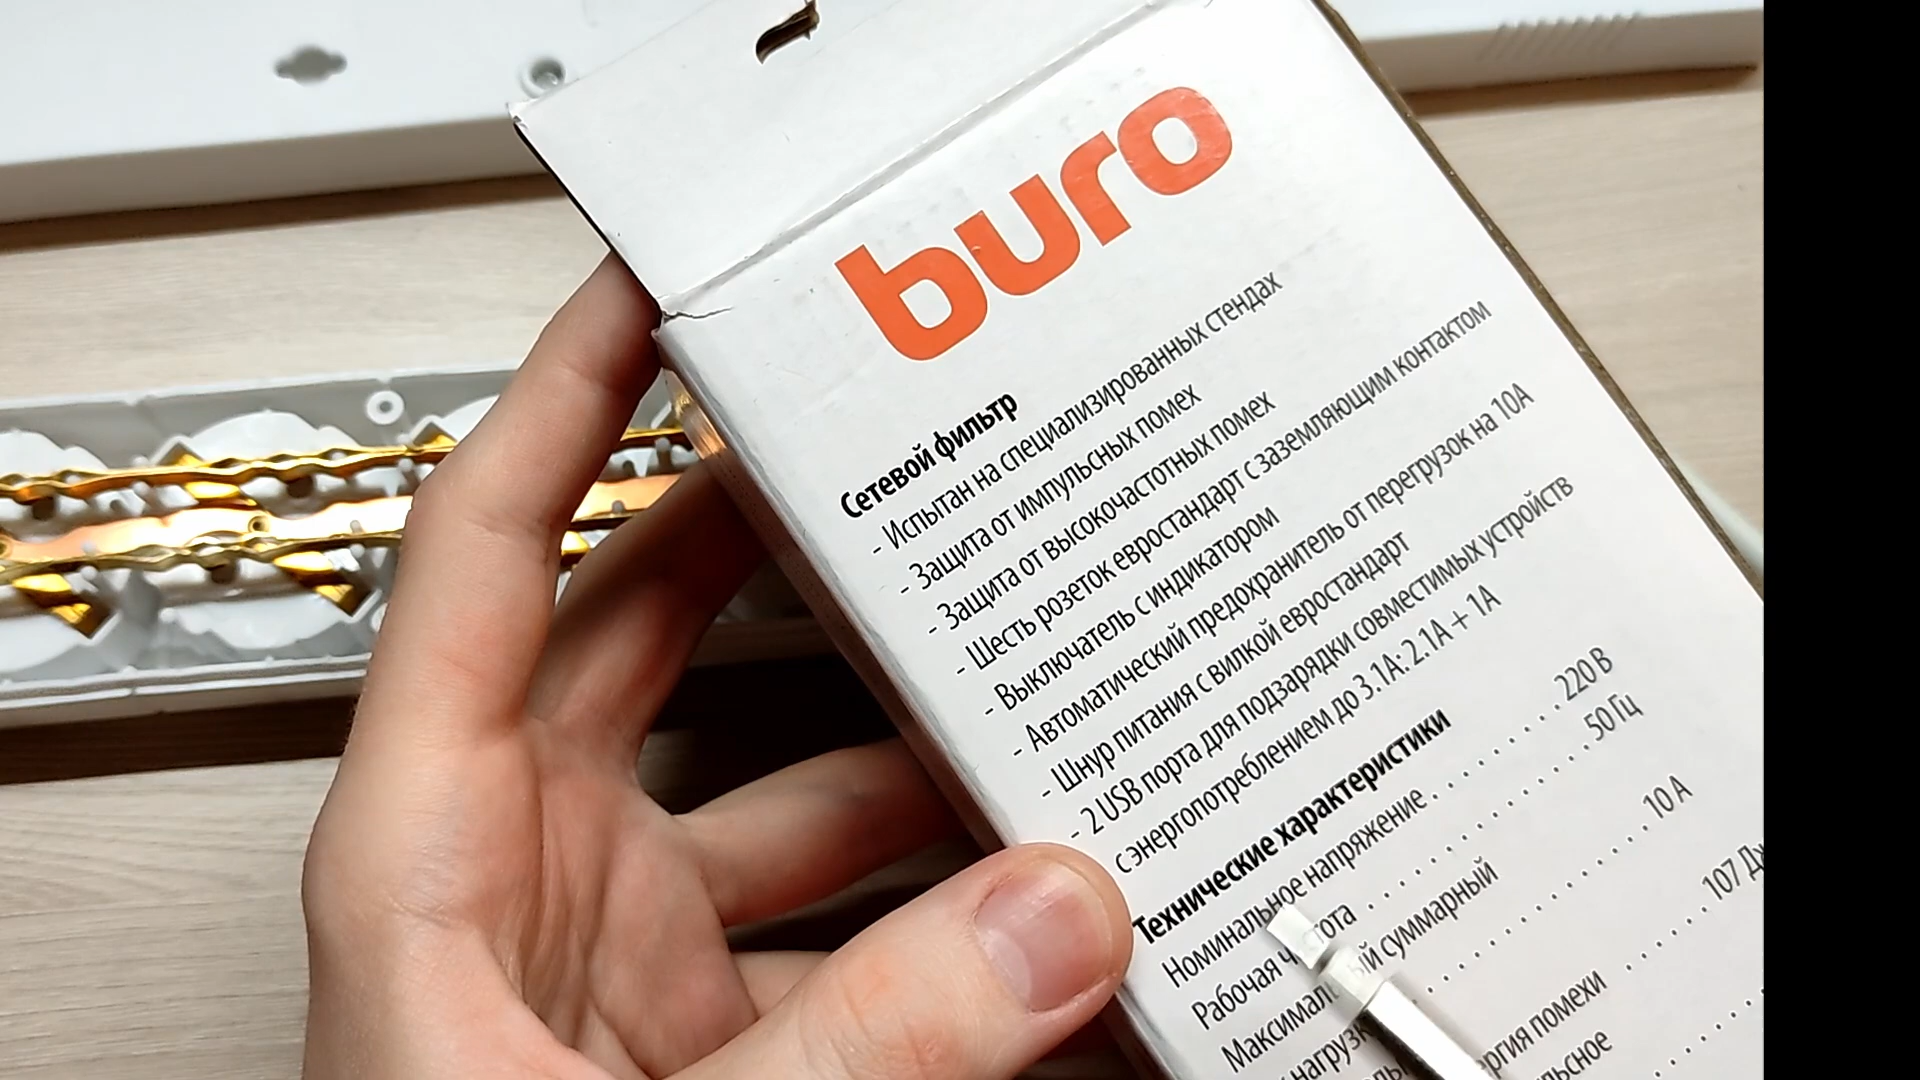 buro
Сетевой фильтр
- Испытан на специализированных стендах
- Защита от импульсных помех
- Защита от высокочастотных помех
- Шесть розеток евростандарт с заземляющим контактом
- Выключатель с индикатором
- Автоматический предохранитель от перегрузок на 10А
- Шнур питания с вилкой евростандарт
- 2 USB порта для подзарядки совместимых устройств
с энергопотреблением до 3.1А: 2.1А + 1А
Технические характеристики
Номинальное напряжение . . . . . . . . . . 220 В
Рабочая . . . . . . . . . . . . . . . . . 50 Гц
суммарный
. . . . . . . . . . . . . . . . 10 А
помехи . . . . . . 107